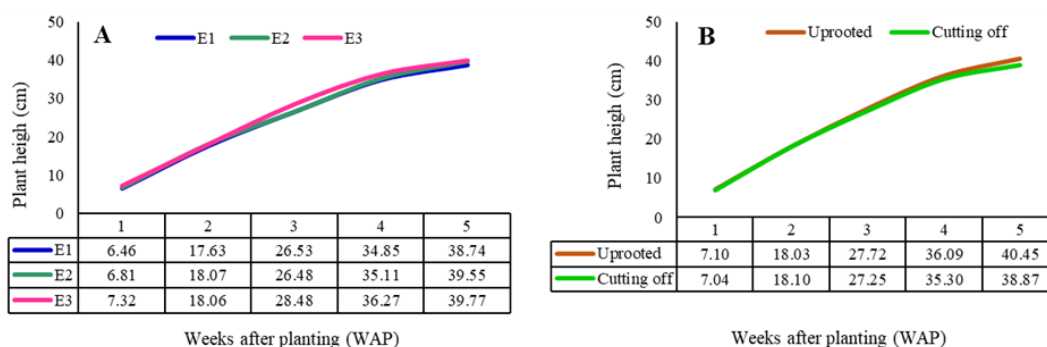 A
E1 E2 E3
Plant heigh (cm)
50
40
30
20
10
0
1 2 3 4 5
E1 6.46 17.63 26.53 34.85 38.74
E2 6.81 18.07 26.48 35.11 39.55
E3 7.32 18.06 28.48 36.27 39.77
Weeks after planting (WAP)
B
Uprooted Cutting off
Plant heigh (cm)
50
40
30
20
10
0
1 2 3 4 5
Uprooted 7.10 18.03 27.72 36.09 40.45
Cutting off 7.04 18.10 27.25 35.30 38.87
Weeks after planting (WAP)